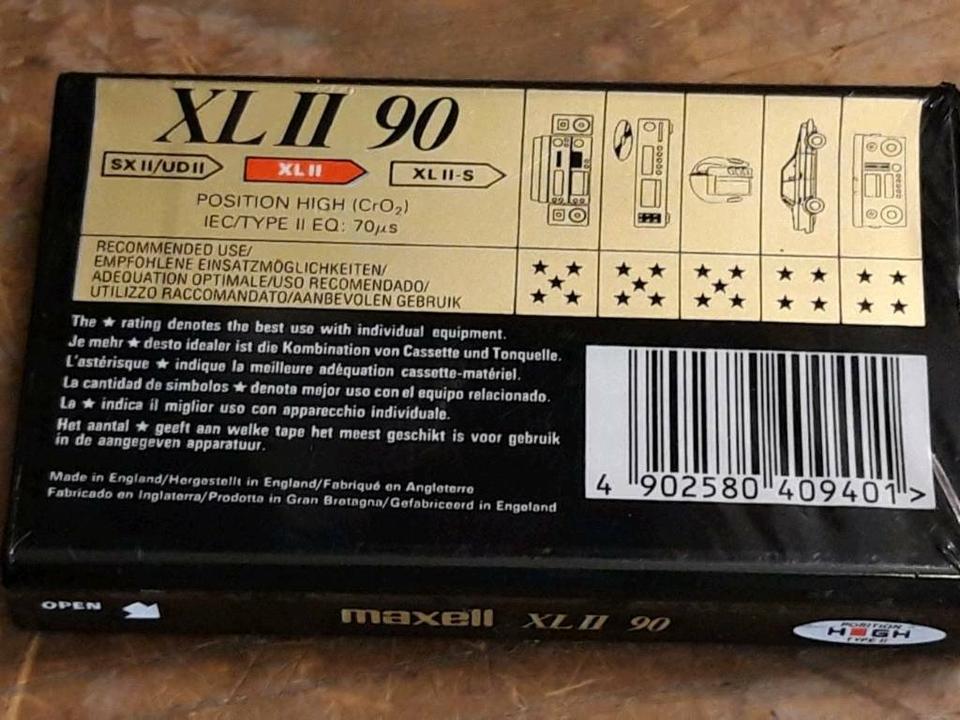 XL II 90
SX II/UD II
XL II
XL II-S
POSITION HIGH (CrO₂)
IEC/TYPE II EQ: 70μs
RECOMMENDED USE/
EMPFOHLENE EINSATZMÖGLICHKEITEN/
ADEQUATION OPTIMALE/USO RECOMENDADO/
UTILIZZO RACCOMANDATO/AANBEVOLEN GEBRUIK
★★★★★ ★★★★★ ★★★★★ ★★★★ ★★★★
The ★ rating denotes the best use with individual equipment.
Je mehr ★ desto idealer ist die Kombination von Cassette und Tonquelle.
L'astérisque ★ indique la meilleure adéquation cassette-matériel.
La cantidad de simbolos ★ denota mejor uso con el equipo relacionado.
La ★ indica il miglior uso con apparecchio individuale.
Het aantal ★ geeft aan welke tape het meest geschikt is voor gebruik
in de aangegeven apparatuur.
Made in England/Hergestellt in England/Fabriqué en Angleterre
Fabricado en Inglaterra/Prodotto in Gran Bretagna/Gefabriceerd in Engeland
4 902580 409401 >
OPEN
maxell XL II 90
POSITION
HIGH
TYPE II